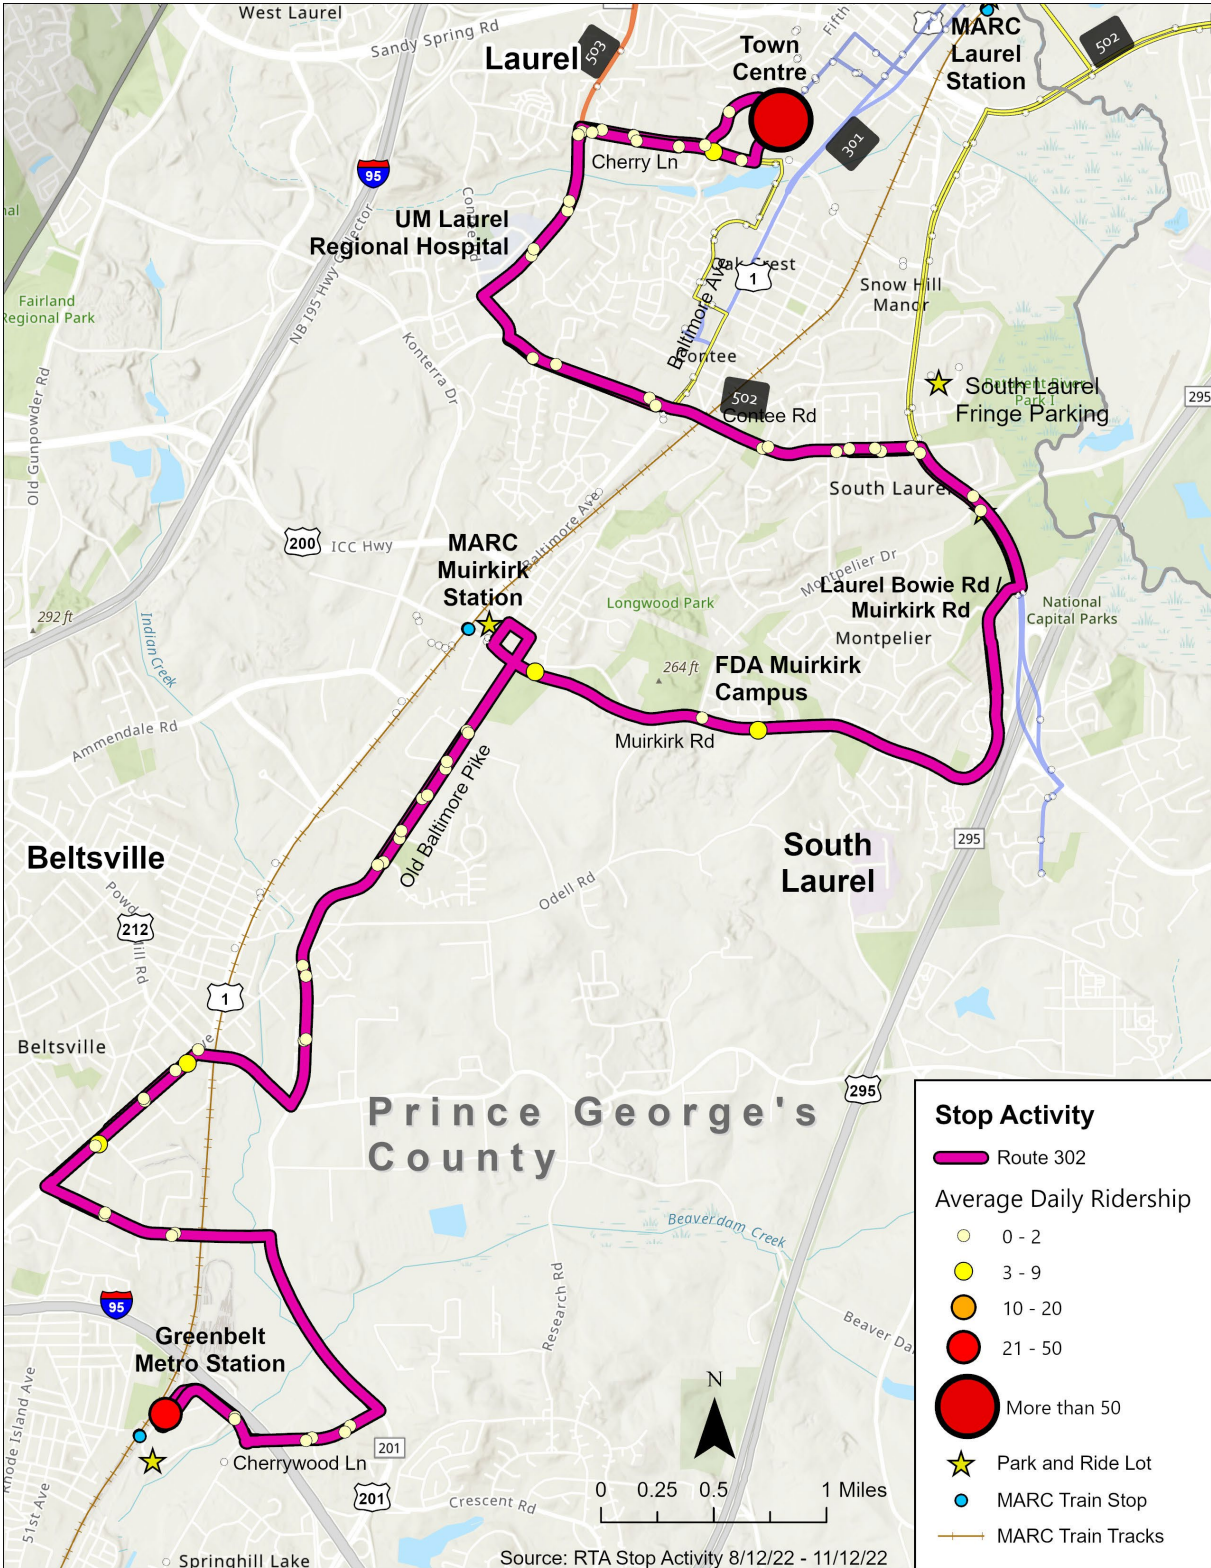 West Laurel
Sandy Spring Rd
Laurel
503
Town
Centre
Fifth
1
MARC
Laurel
Station
502
301
Cherry Ln
95
UM Laurel
Regional Hospital
NB I95 Hwy Collector
Fairland
Regional Park
Konterra Dr
Old Gunpowder Rd
Baltimore Ave
1
Snow Hill
Manor
Contee
502
Contee Rd
South Laurel
Fringe Parking
295
South Laurel
200
ICC Hwy
Baltimore Ave
MARC
Muirkirk
Station
Longwood Park
Montpelier Dr
Laurel Bowie Rd /
Muirkirk Rd
National
Capital Parks
Montpelier
292 ft
Indian Creek
264 ft
FDA Muirkirk
Campus
Muirkirk Rd
Ammendale Rd
Old Baltimore Pike
Beltsville
South
Laurel
295
Odell Rd
212
1
Beltsville
295
Prince George's
County
Beaverdam Creek
Research Rd
Beaver Da
95
Greenbelt
Metro Station
Rhode Island Ave
51st Ave
201
Cherrywood Ln
201
Crescent Rd
Springhill Lake
N
0 0.25 0.5 1 Miles
Source: RTA Stop Activity 8/12/22 - 11/12/22
Stop Activity
Route 302
Average Daily Ridership
0 - 2
3 - 9
10 - 20
21 - 50
More than 50
Park and Ride Lot
MARC Train Stop
MARC Train Tracks